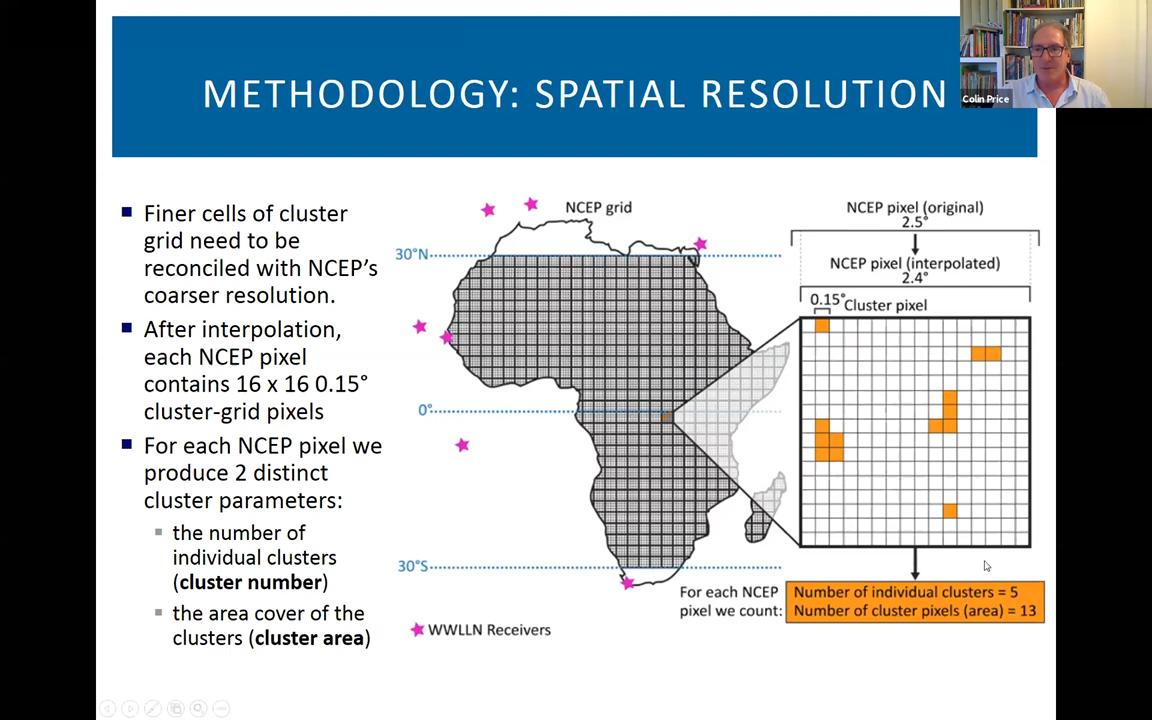 METHODOLOGY: SPATIAL RESOLUTION
Colin Price
Finer cells of cluster
grid need to be
reconciled with NCEP's
coarser resolution.
After interpolation,
each NCEP pixel
contains 16 x 16 0.15°
cluster-grid pixels
For each NCEP pixel we
produce 2 distinct
cluster parameters:
the number of
individual clusters
(cluster number)
the area cover of the
clusters (cluster area)
NCEP grid
30°N
0°
30°S
WWLLN Receivers
NCEP pixel (original)
2.5°
NCEP pixel (interpolated)
2.4°
0.15° Cluster pixel
For each NCEP
pixel we count:
Number of individual clusters = 5
Number of cluster pixels (area) = 13